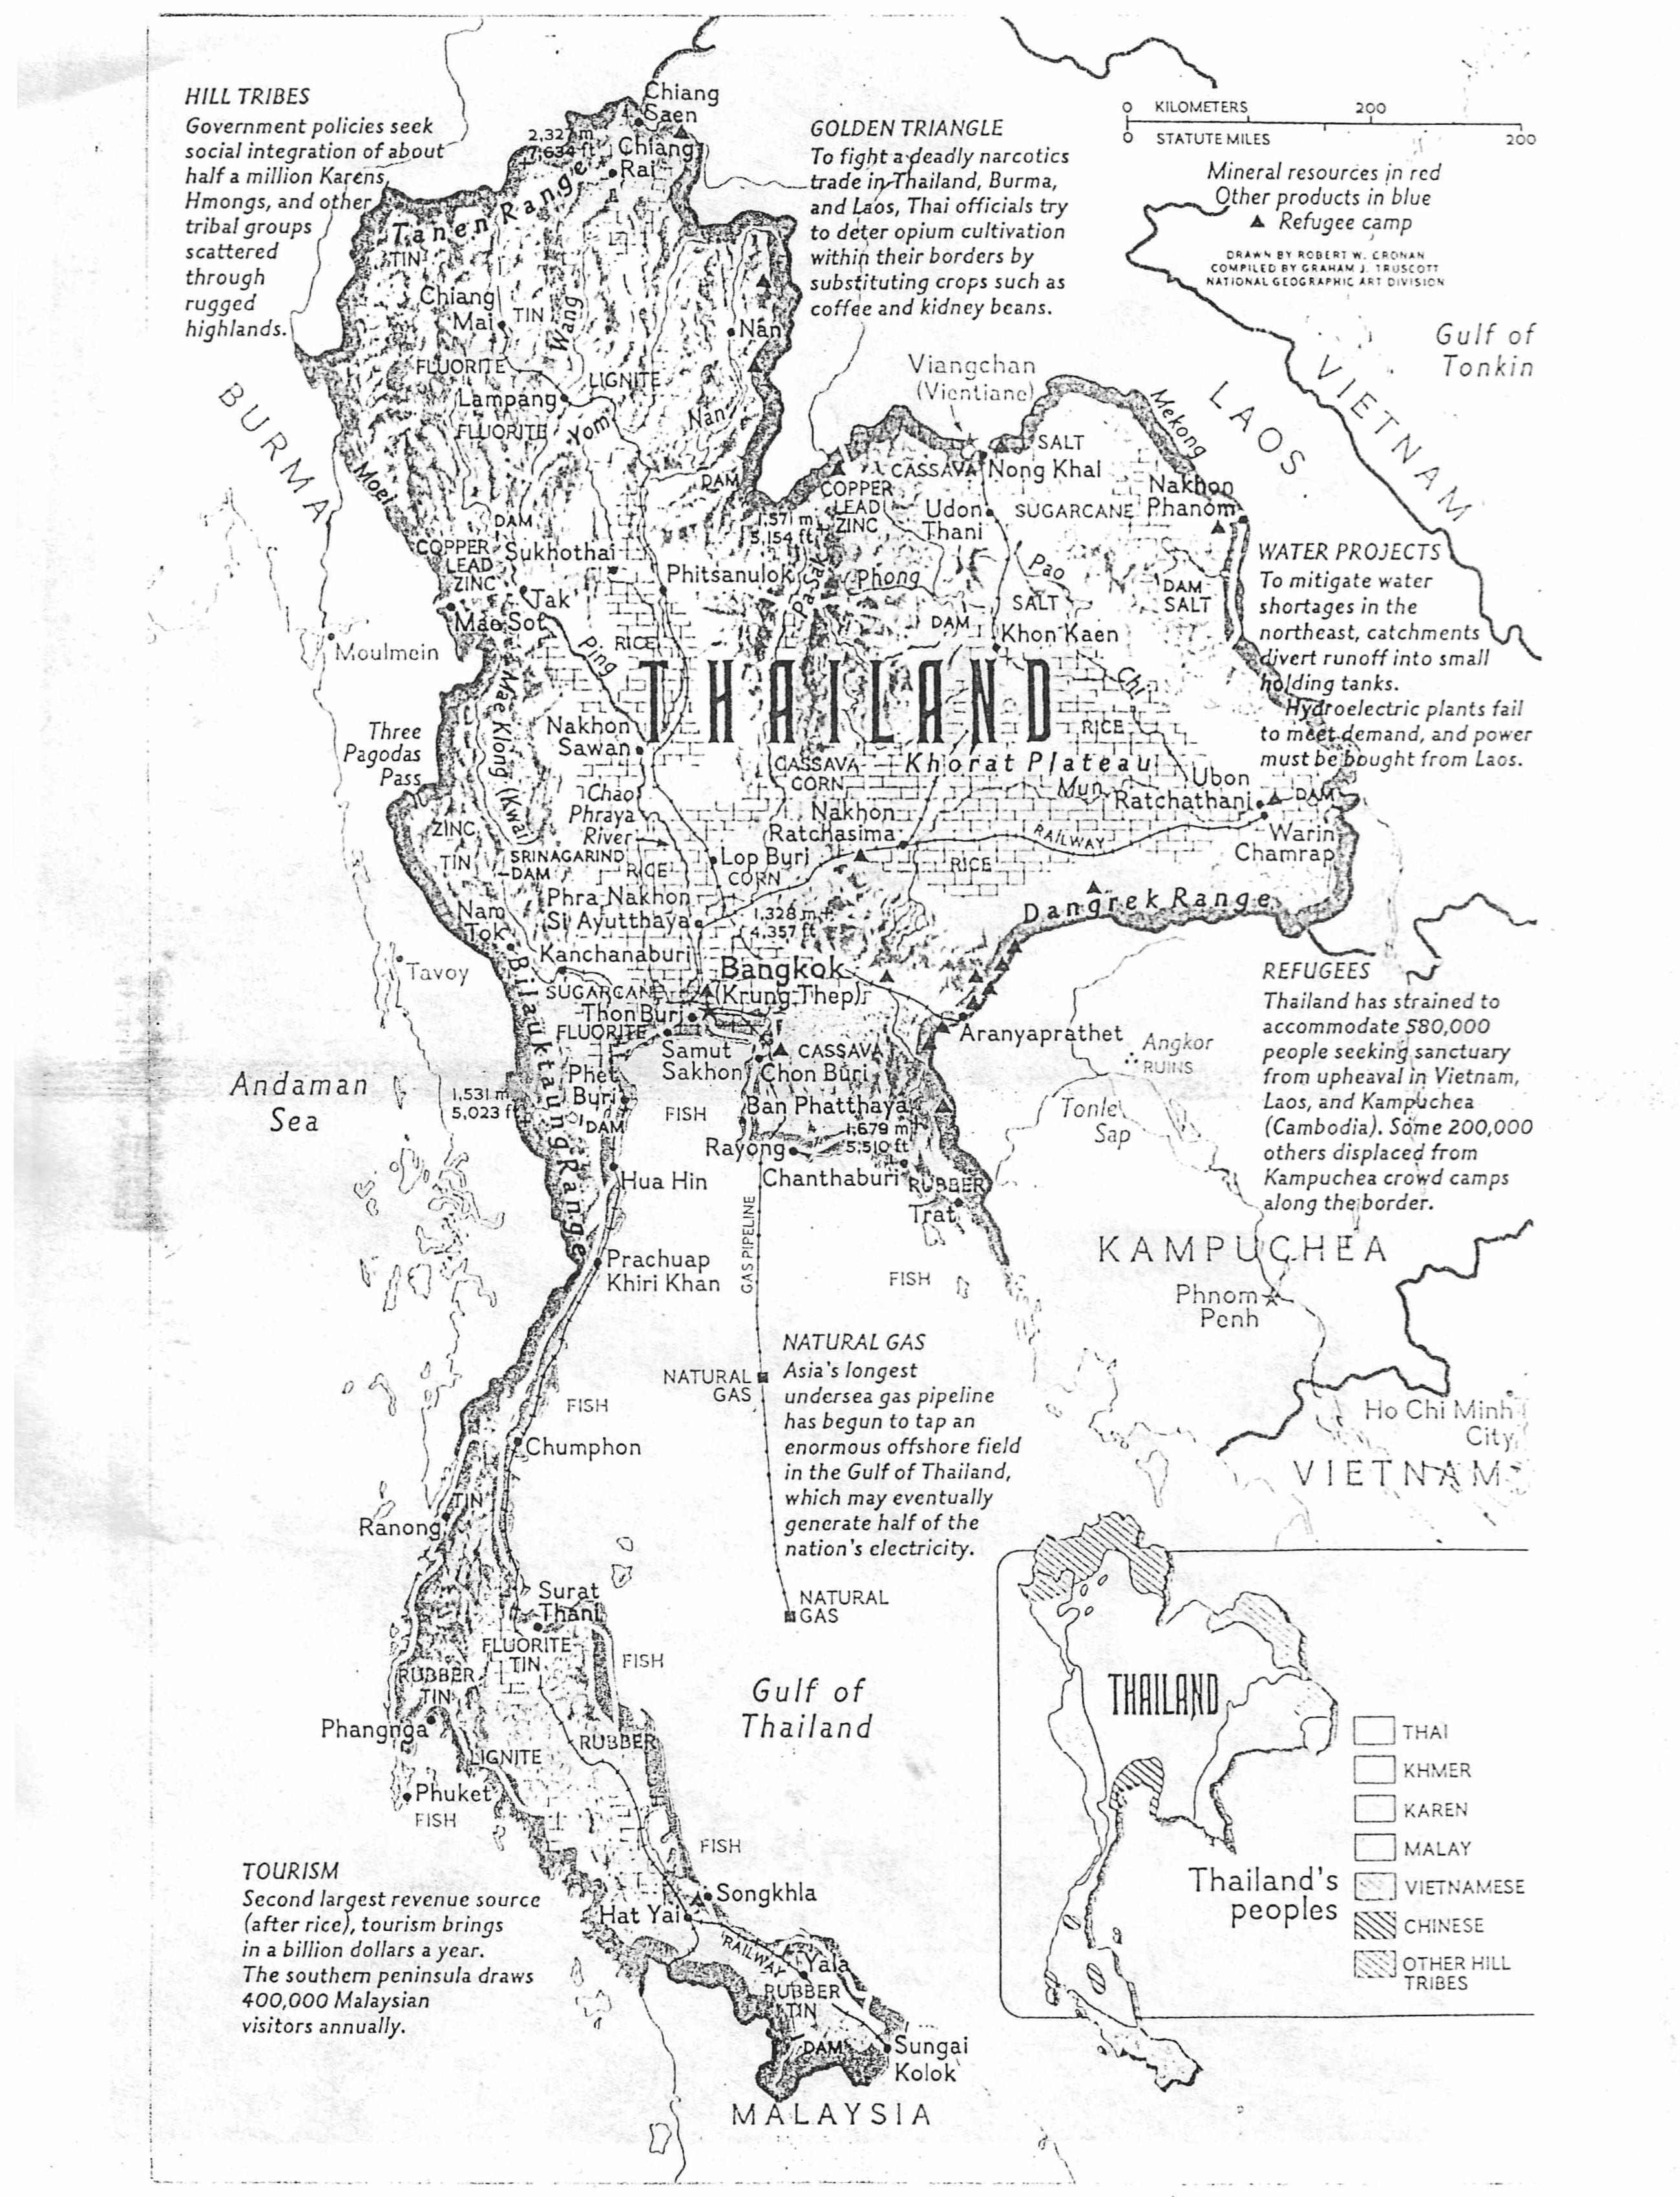 HILL TRIBES
Government policies seek
social integration of about
half a million Karens,
Hmongs, and other
tribal groups
scattered
through
rugged
highlands.
Chiang
Saen
2,327 m
7,634 ft
Chiang
Rai
GOLDEN TRIANGLE
To fight a deadly narcotics
trade in Thailand, Burma,
and Laos, Thai officials try
to deter opium cultivation
within their borders by
substituting crops such as
coffee and kidney beans.
0 KILOMETERS 200
0 STATUTE MILES 200
Mineral resources in red
Other products in blue
Refugee camp
DRAWN BY ROBERT W. CRONAN
COMPILED BY GRAHAM J. TRUSCOTT
NATIONAL GEOGRAPHIC ART DIVISION
Tanen Range
TIN
Chiang
Mai
TIN
Wang
Nan
Gulf of
Tonkin
VIETNAM
LAOS
BURMA
FLUORITE
LIGNITE
Lampang
FLUORITE
Yom
Nan
Viangchan
(Vientiane)
Mekong
SALT
CASSAVA
Nong Khai
Moei
DAM
COPPER
LEAD
ZINC
Udon
Thani
SUGARCANE
Nakhon
Phanom
1,571 m
5,154 ft
DAM
COPPER
LEAD
ZINC
Sukhothai
Tak
Mae Sot
Phitsanulok
Pa Sak
Phong
Pao
DAM
SALT
SALT
DAM
Khon Kaen
WATER PROJECTS
To mitigate water
shortages in the
northeast, catchments
divert runoff into small
holding tanks.
Hydroelectric plants fail
to meet demand, and power
must be bought from Laos.
Moulmein
Ping
RICE
THAILAND
Chi
RICE
Mae Klong (Kwai)
Three
Pagodas
Pass
Nakhon
Sawan
CASSAVA
CORN
Khorat Plateau
Mun
Ubon
Ratchathani
DAM
Warin
Chamrap
Chao
Phraya
River
Nakhon
Ratchasima
RAILWAY
RICE
ZINC
TIN
SRINAGARIND
DAM
RICE
Lop Buri
CORN
Phra Nakhon
Si Ayutthaya
1,328 m
4,357 ft
Dangrek Range
Nam
Tok
Kanchanaburi
Bangkok
(Krung Thep)
SUGARCANE
Thon Buri
FLUORITE
Tavoy
Bilauktaung Range
Samut
Sakhon
CASSAVA
Chon Buri
Aranyaprathet
Angkor
RUINS
REFUGEES
Thailand has strained to
accommodate 580,000
people seeking sanctuary
from upheaval in Vietnam,
Laos, and Kampuchea
(Cambodia). Some 200,000
others displaced from
Kampuchea crowd camps
along the border.
Andaman
Sea
1,531 m
5,023 ft
Phet
Buri
DAM
FISH
Ban Phatthaya
1,679 m
5,510 ft
Rayong
Chanthaburi
RUBBER
Trat
Tonle
Sap
Hua Hin
GAS PIPELINE
Prachuap
Khiri Khan
FISH
KAMPUCHEA
Phnom
Penh
NATURAL GAS
Asia's longest
undersea gas pipeline
has begun to tap an
enormous offshore field
in the Gulf of Thailand,
which may eventually
generate half of the
nation's electricity.
NATURAL
GAS
FISH
Chumphon
Ho Chi Minh
City
VIETNAM
TIN
Ranong
NATURAL
GAS
Surat
Thani
FLUORITE
TIN
FISH
RUBBER
TIN
Gulf of
Thailand
Phangnga
RUBBER
LIGNITE
Phuket
FISH
FISH
THAILAND
THAI
KHMER
KAREN
MALAY
VIETNAMESE
CHINESE
OTHER HILL
TRIBES
Thailand's
peoples
TOURISM
Second largest revenue source
(after rice), tourism brings
in a billion dollars a year.
The southern peninsula draws
400,000 Malaysian
visitors annually.
Songkhla
Hat Yai
RAILWAY
Yala
RUBBER
TIN
DAM
Sungai
Kolok
MALAYSIA